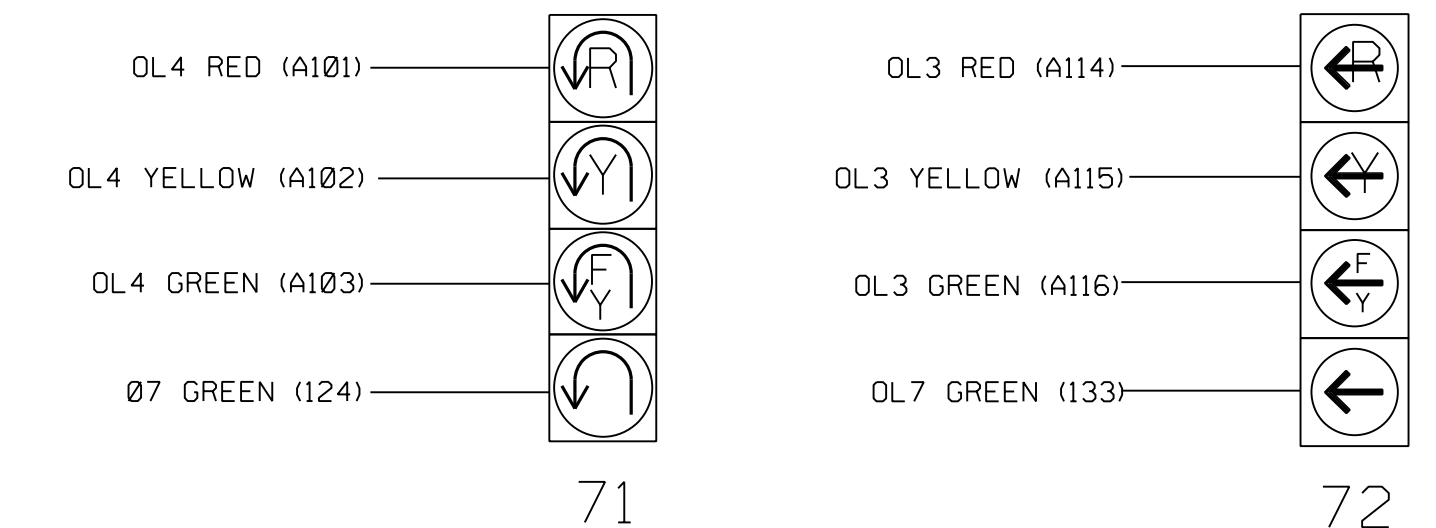 OL4 RED (A101)
R
OL4 YELLOW (A102)
Y
OL4 GREEN (A103)
F
Y
Ø7 GREEN (124)
71
OL3 RED (A114)
R
OL3 YELLOW (A115)
Y
OL3 GREEN (A116)
F
Y
OL7 GREEN (133)
72